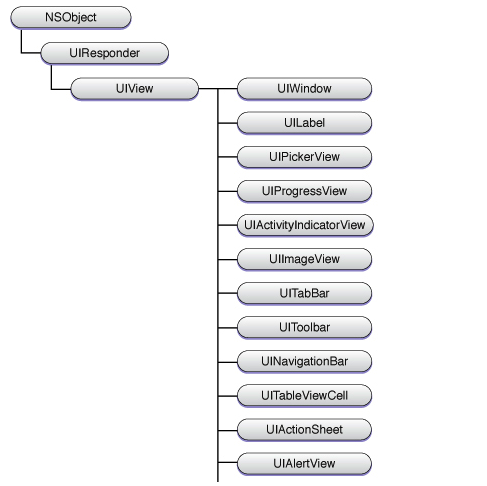 NSObject
UIResponder
UIView
UIWindow
UILabel
UIPickerView
UIProgressView
UIActivityIndicatorView
UIImageView
UITabBar
UIToolbar
UINavigationBar
UITableViewCell
UIActionSheet
UIAlertView